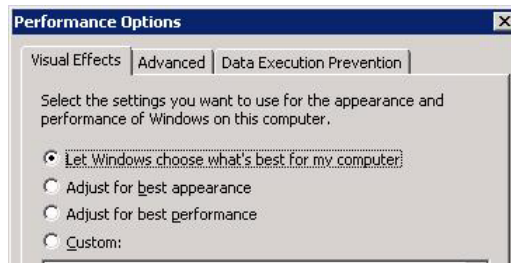 Performance Options
Visual Effects Advanced Data Execution Prevention
Select the settings you want to use for the appearance and
performance of Windows on this computer.
Let Windows choose what's best for my computer
Adjust for best appearance
Adjust for best performance
Custom: